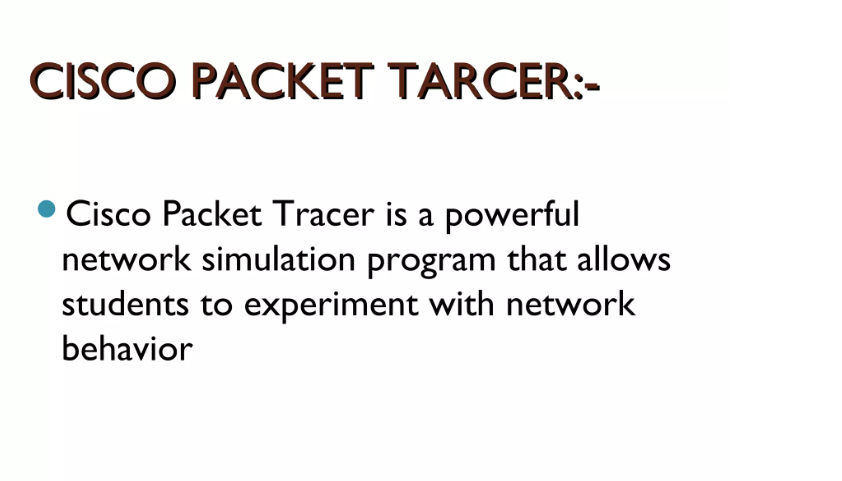 CISCO PACKET TARCER:-
Cisco Packet Tracer is a powerful
network simulation program that allows
students to experiment with network
behavior